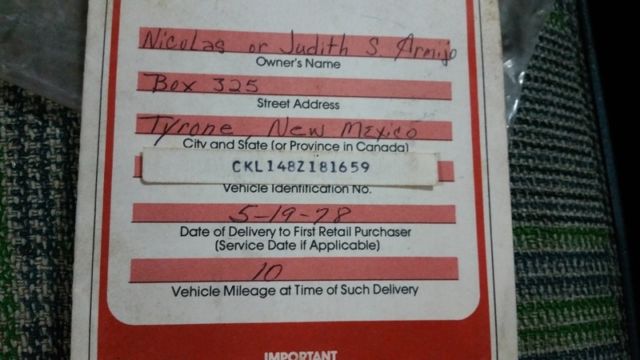 Nicolas or Judith S. Armijo
Owner's Name
Box 325
Street Address
Tyrone, New Mexico
City and State (or Province in Canada)
CKL148Z181659
Vehicle Identification No.
5-19-78
Date of Delivery to First Retail Purchaser
(Service Date if Applicable)
10
Vehicle Mileage at Time of Such Delivery
IMPORTANT